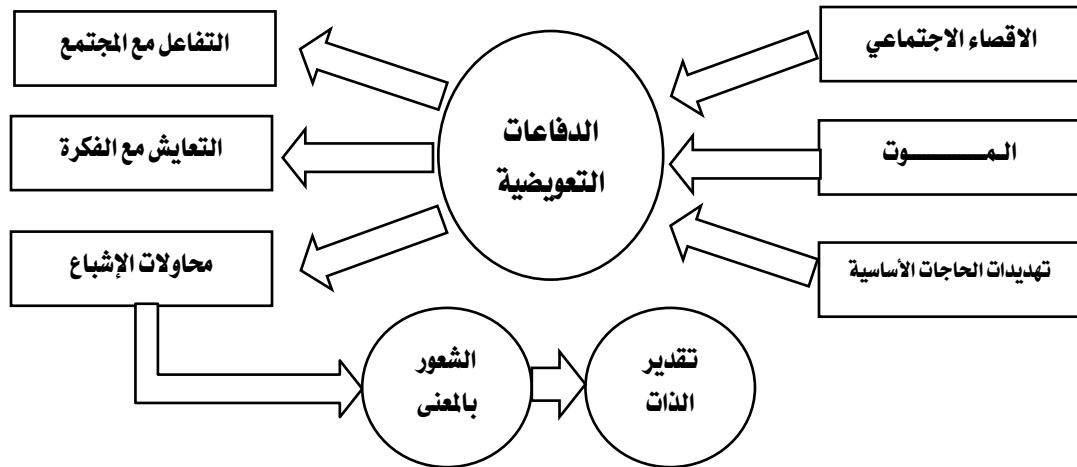 الاقصاء الاجتماعي
المـــــــــوت
تهديدات الحاجات الأساسية
الدفاعات
التعويضية
التفاعل مع المجتمع
التعايش مع الفكرة
محاولات الإشباع
الشعور
بالمعنى
تقدير
الذات